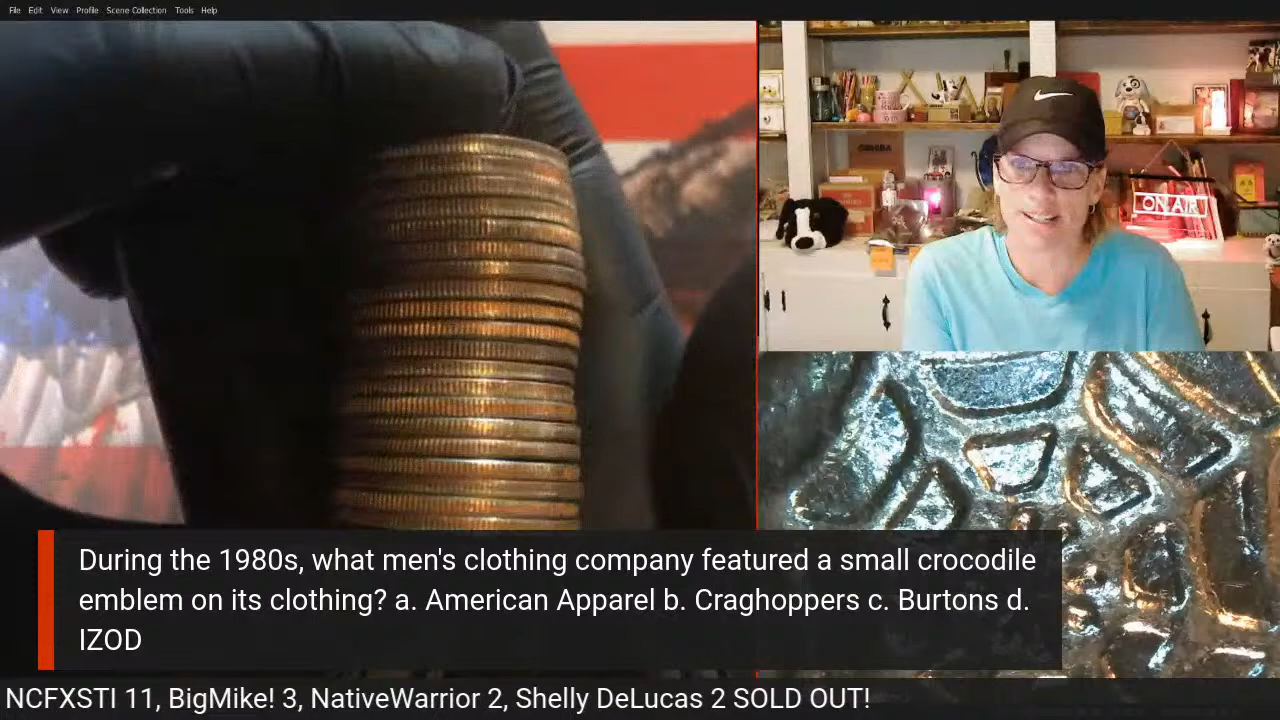 File Edit View Profile Scene Collection Tools Help
ON AIR
During the 1980s, what men's clothing company featured a small crocodile
emblem on its clothing? a. American Apparel b. Craghoppers c. Burtons d.
IZOD
NCFXSTI 11, BigMike! 3, NativeWarrior 2, Shelly DeLucas 2 SOLD OUT!